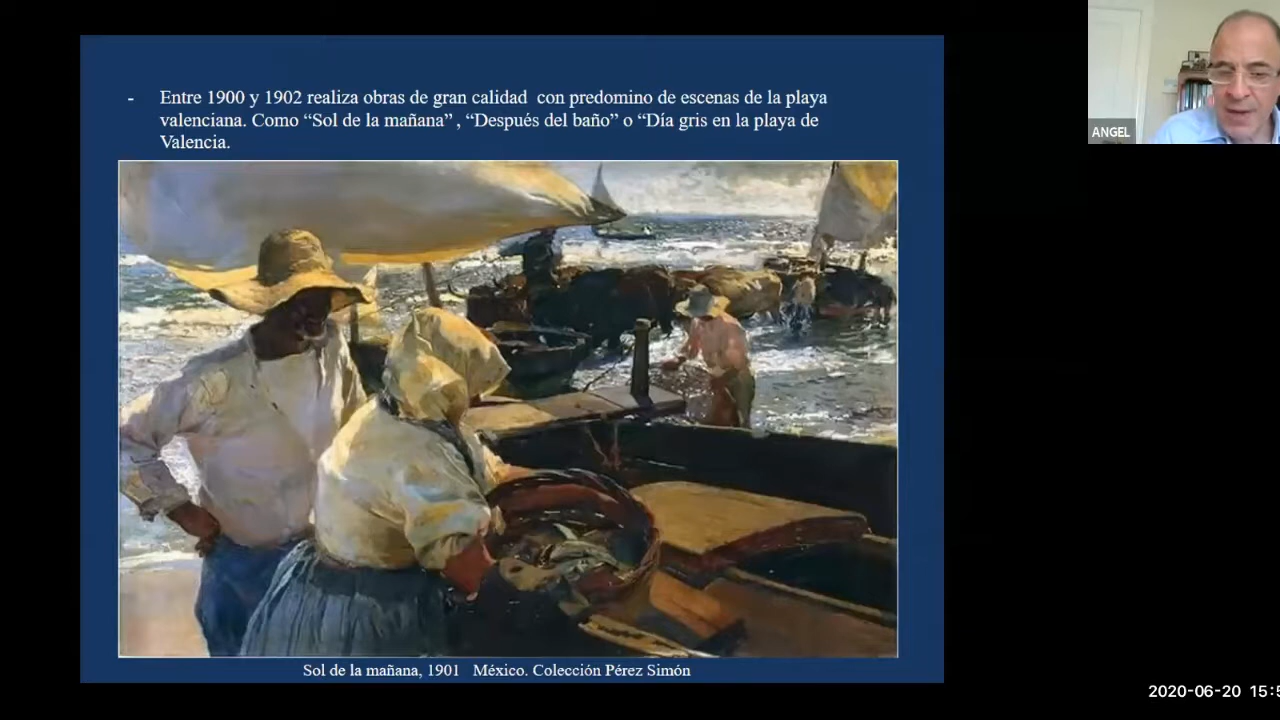 - Entre 1900 y 1902 realiza obras de gran calidad con predomino de escenas de la playa
valenciana. Como “Sol de la mañana” , “Después del baño” o “Día gris en la playa de
Valencia.
ANGEL
Sol de la mañana, 1901 México. Colección Pérez Simón
2020-06-20 15:5